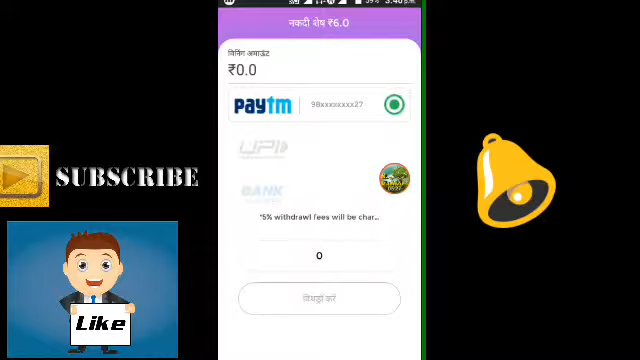 नकदी शेष ₹6.0
विनिंग अमाऊंट
₹0.0
paytm
98xxxxxxxx27
UPI
BANK
*5% withdrawl fees will be char...
0
विथड्रॉ करें
SUBSCRIBE
Like